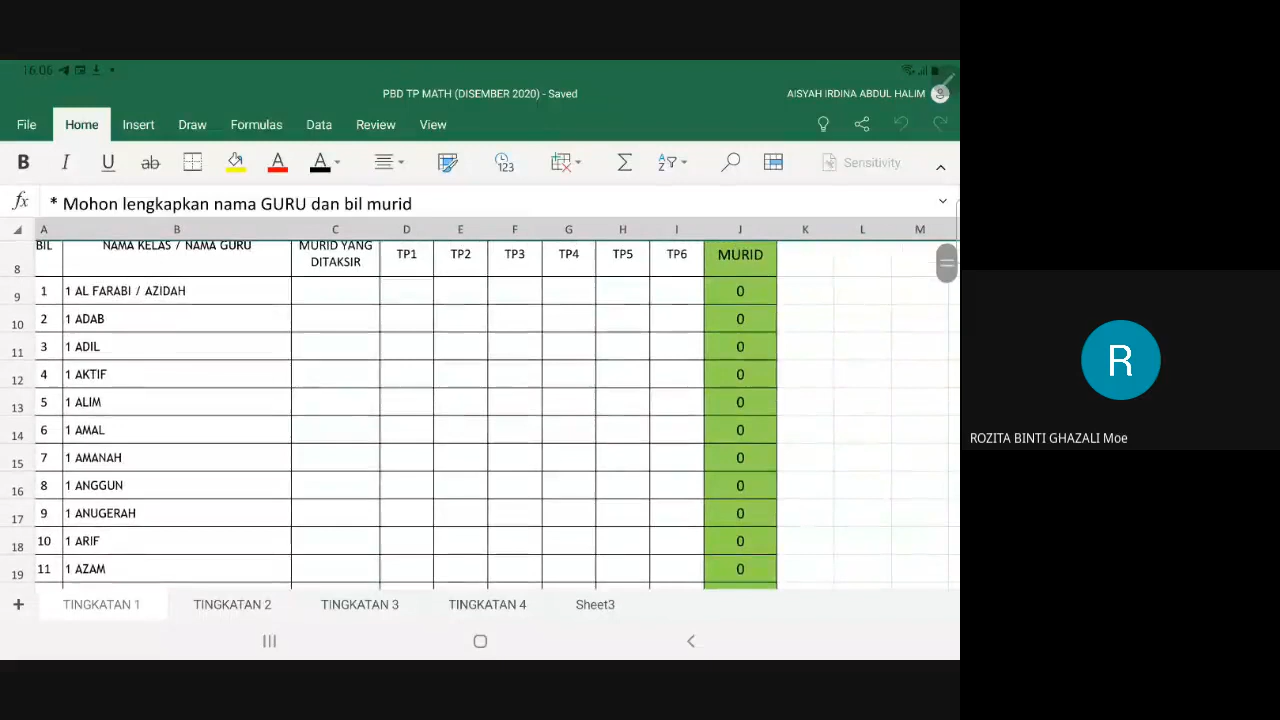 16:06
PBD TP MATH (DISEMBER 2020) - Saved
AISYAH IRDINA ABDUL HALIM
File Home Insert Draw Formulas Data Review View
B I U ab A A 123 Σ Sensitivity
fx * Mohon lengkapkan nama GURU dan bil murid
A B C D E F G H I J K L M
8 BIL NAMA KELAS / NAMA GURU MURID YANG DITAKSIR TP1 TP2 TP3 TP4 TP5 TP6 MURID
9 1 1 AL FARABI / AZIDAH 0
10 2 1 ADAB 0
11 3 1 ADIL 0
12 4 1 AKTIF 0
13 5 1 ALIM 0
14 6 1 AMAL 0
15 7 1 AMANAH 0
16 8 1 ANGGUN 0
17 9 1 ANUGERAH 0
18 10 1 ARIF 0
19 11 1 AZAM 0
+ TINGKATAN 1 TINGKATAN 2 TINGKATAN 3 TINGKATAN 4 Sheet3
R
ROZITA BINTI GHAZALI Moe